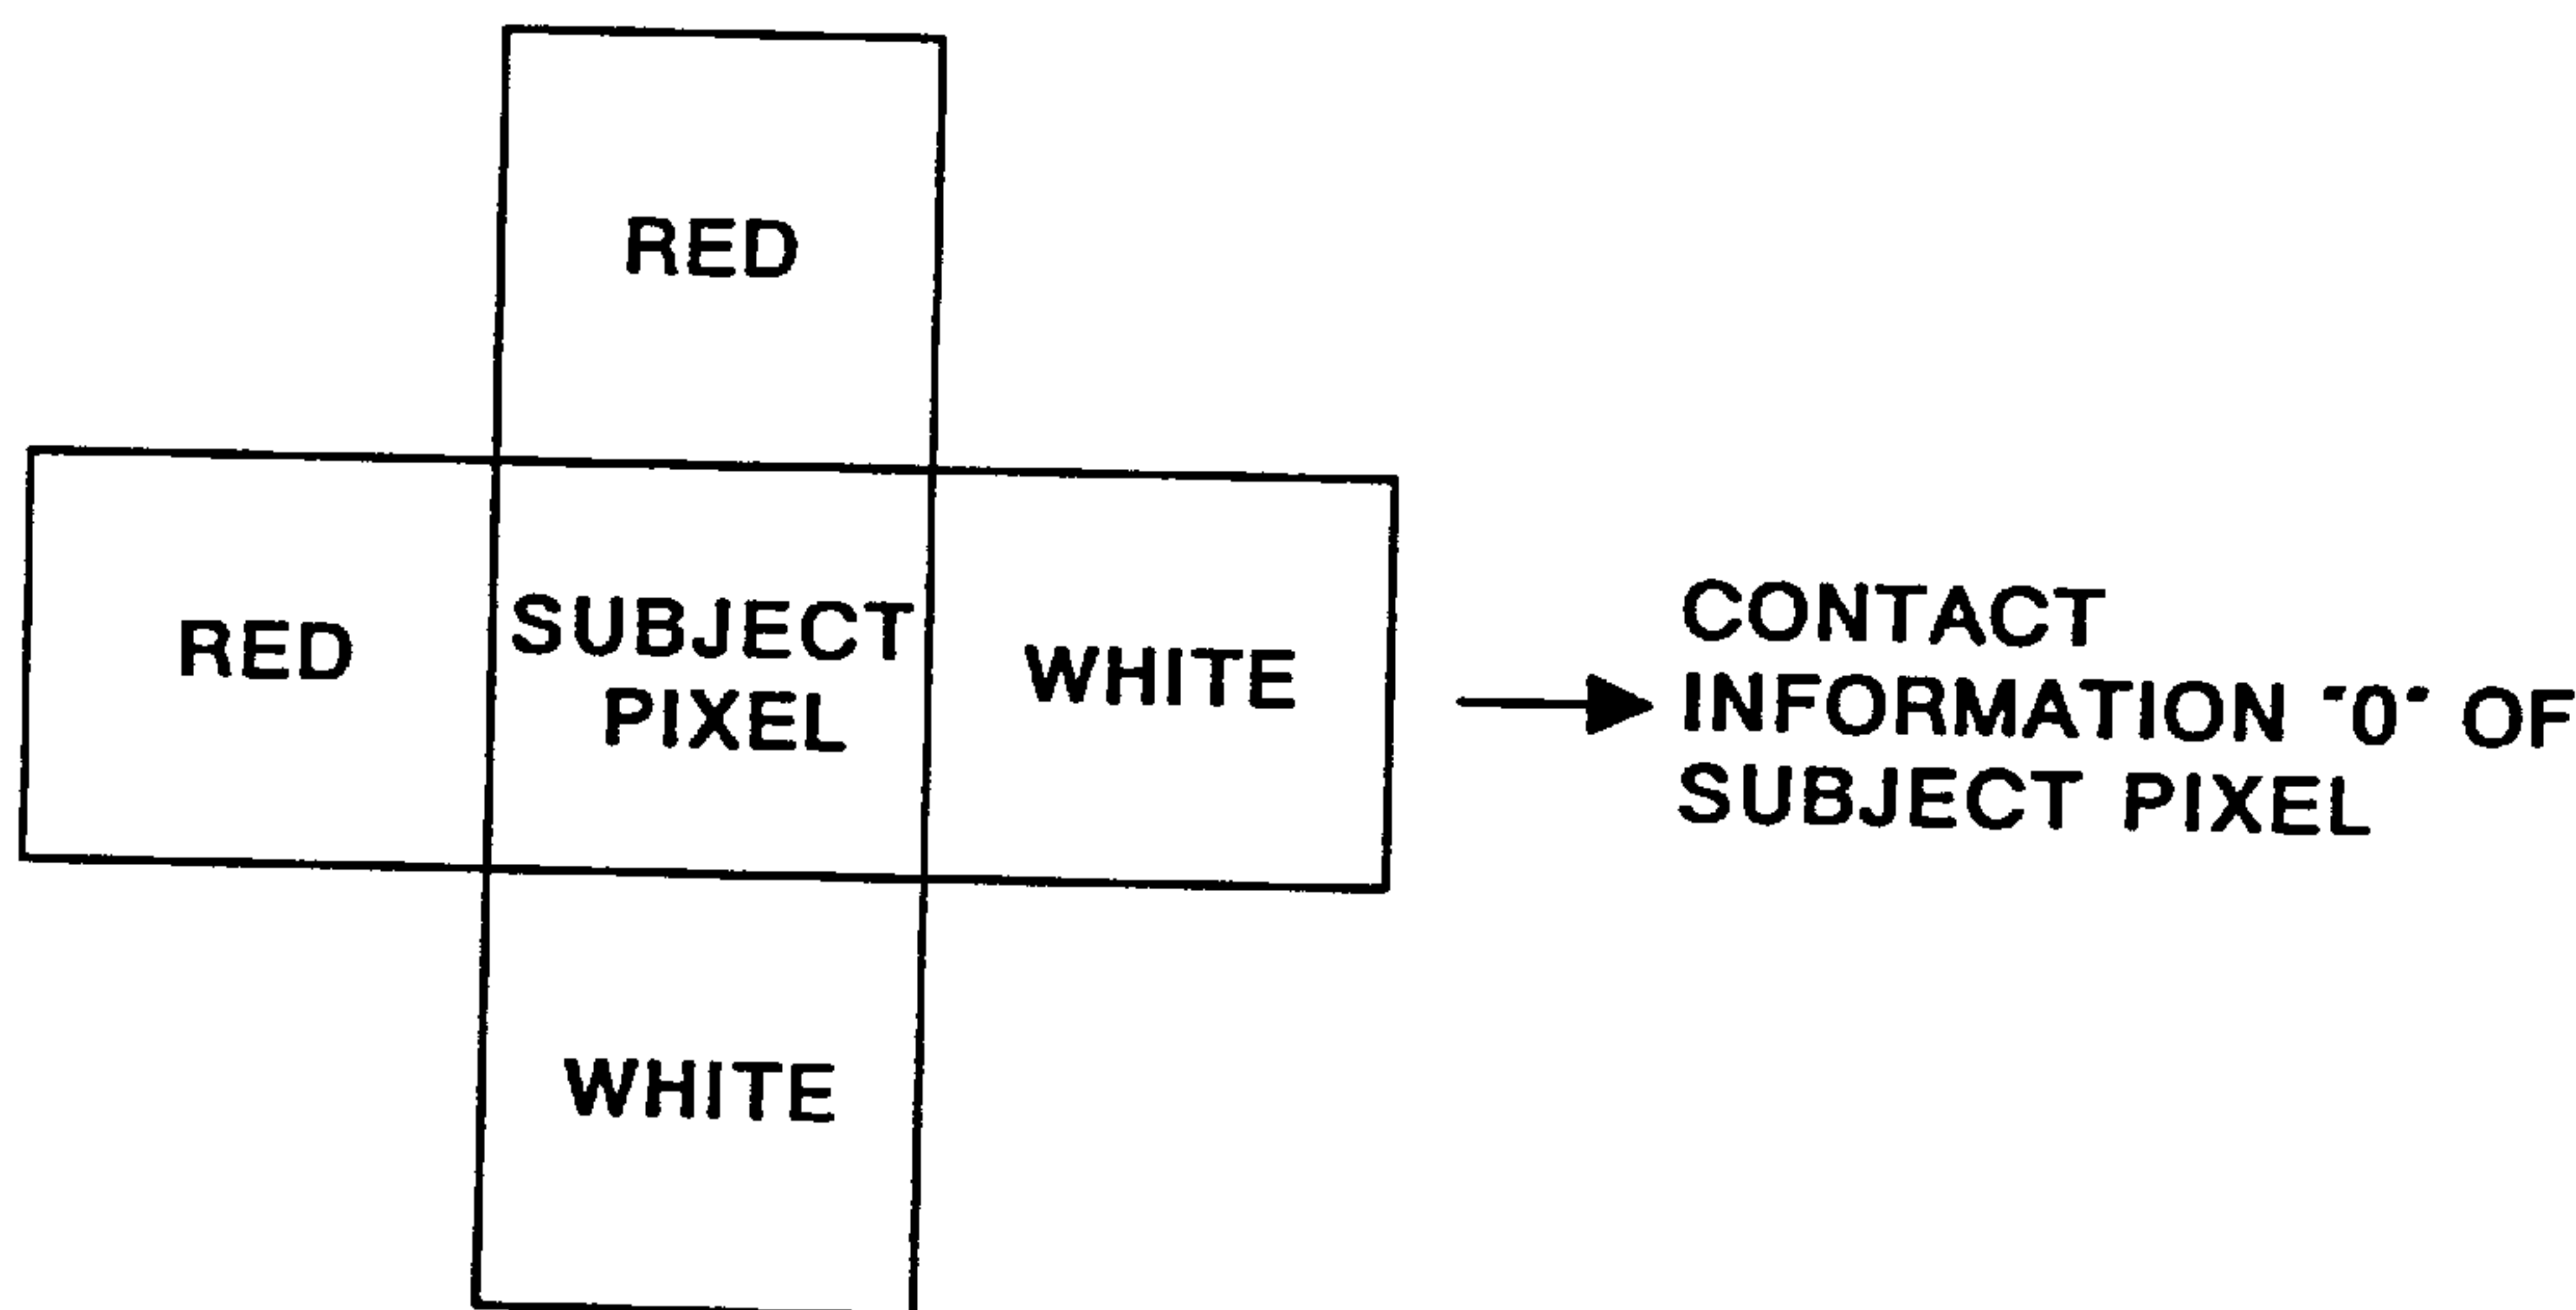 RED
RED
SUBJECT
PIXEL
WHITE
WHITE
CONTACT
INFORMATION "0" OF
SUBJECT PIXEL